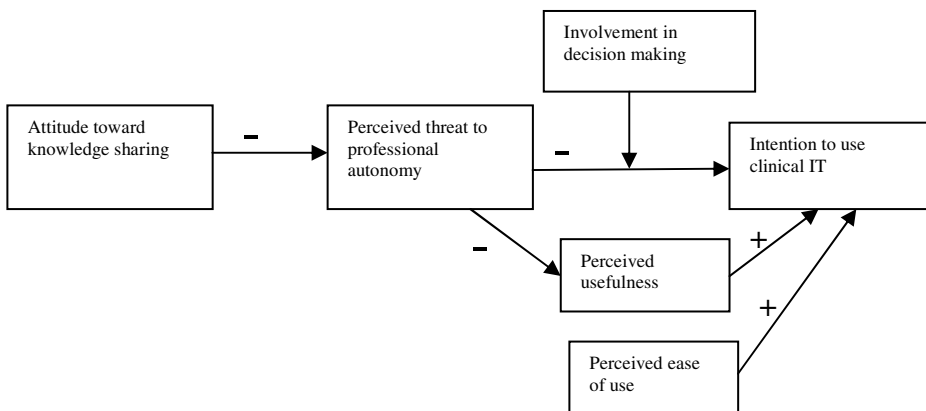 Involvement in
decision making
Attitude toward
knowledge sharing
-
Perceived threat to
professional
autonomy
-
Intention to use
clinical IT
-
Perceived
usefulness
+
+
Perceived ease
of use